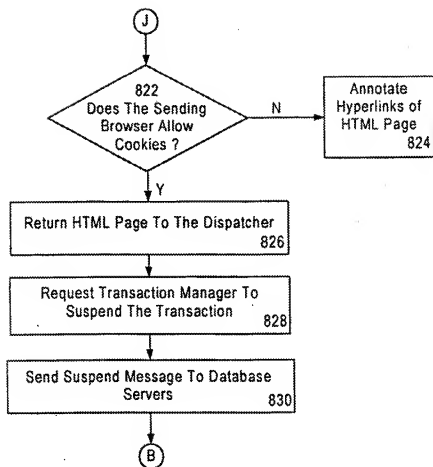 J
822
Does The Sending
Browser Allow
Cookies ?
N
Annotate
Hyperlinks of
HTML Page
824
Y
Return HTML Page To The Dispatcher
826
Request Transaction Manager To
Suspend The Transaction
828
Send Suspend Message To Database
Servers
830
B